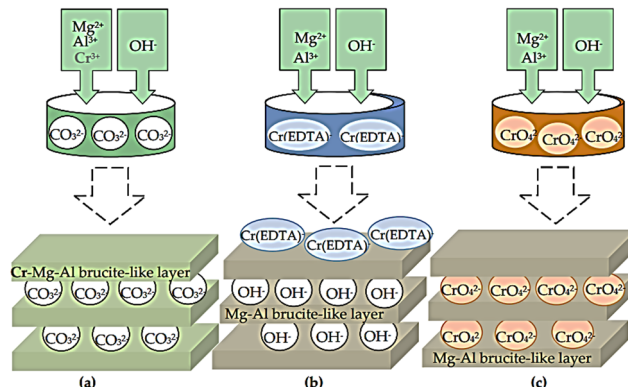 Mg²⁺
Al³⁺
Cr³⁺
OH⁻
CO₃²⁻ CO₃²⁻ CO₃²⁻
Mg²⁺
Al³⁺
OH⁻
Cr(EDTA)⁻ Cr(EDTA)⁻
Mg²⁺
Al³⁺
OH⁻
CrO₄²⁻ CrO₄²⁻ CrO₄²⁻
Cr-Mg-Al brucite-like layer
CO₃²⁻ CO₃²⁻ CO₃²⁻ CO₃²⁻
CO₃²⁻ CO₃²⁻ CO₃²⁻
(a)
Cr(EDTA)⁻ Cr(EDTA)⁻ Cr(EDTA)⁻
OH⁻ OH⁻ OH⁻ OH⁻
Mg-Al brucite-like layer
OH⁻ OH⁻ OH⁻
(b)
CrO₄²⁻ CrO₄²⁻ CrO₄²⁻ CrO₄²⁻
CrO₄²⁻ CrO₄²⁻ CrO₄²⁻
Mg-Al brucite-like layer
(c)